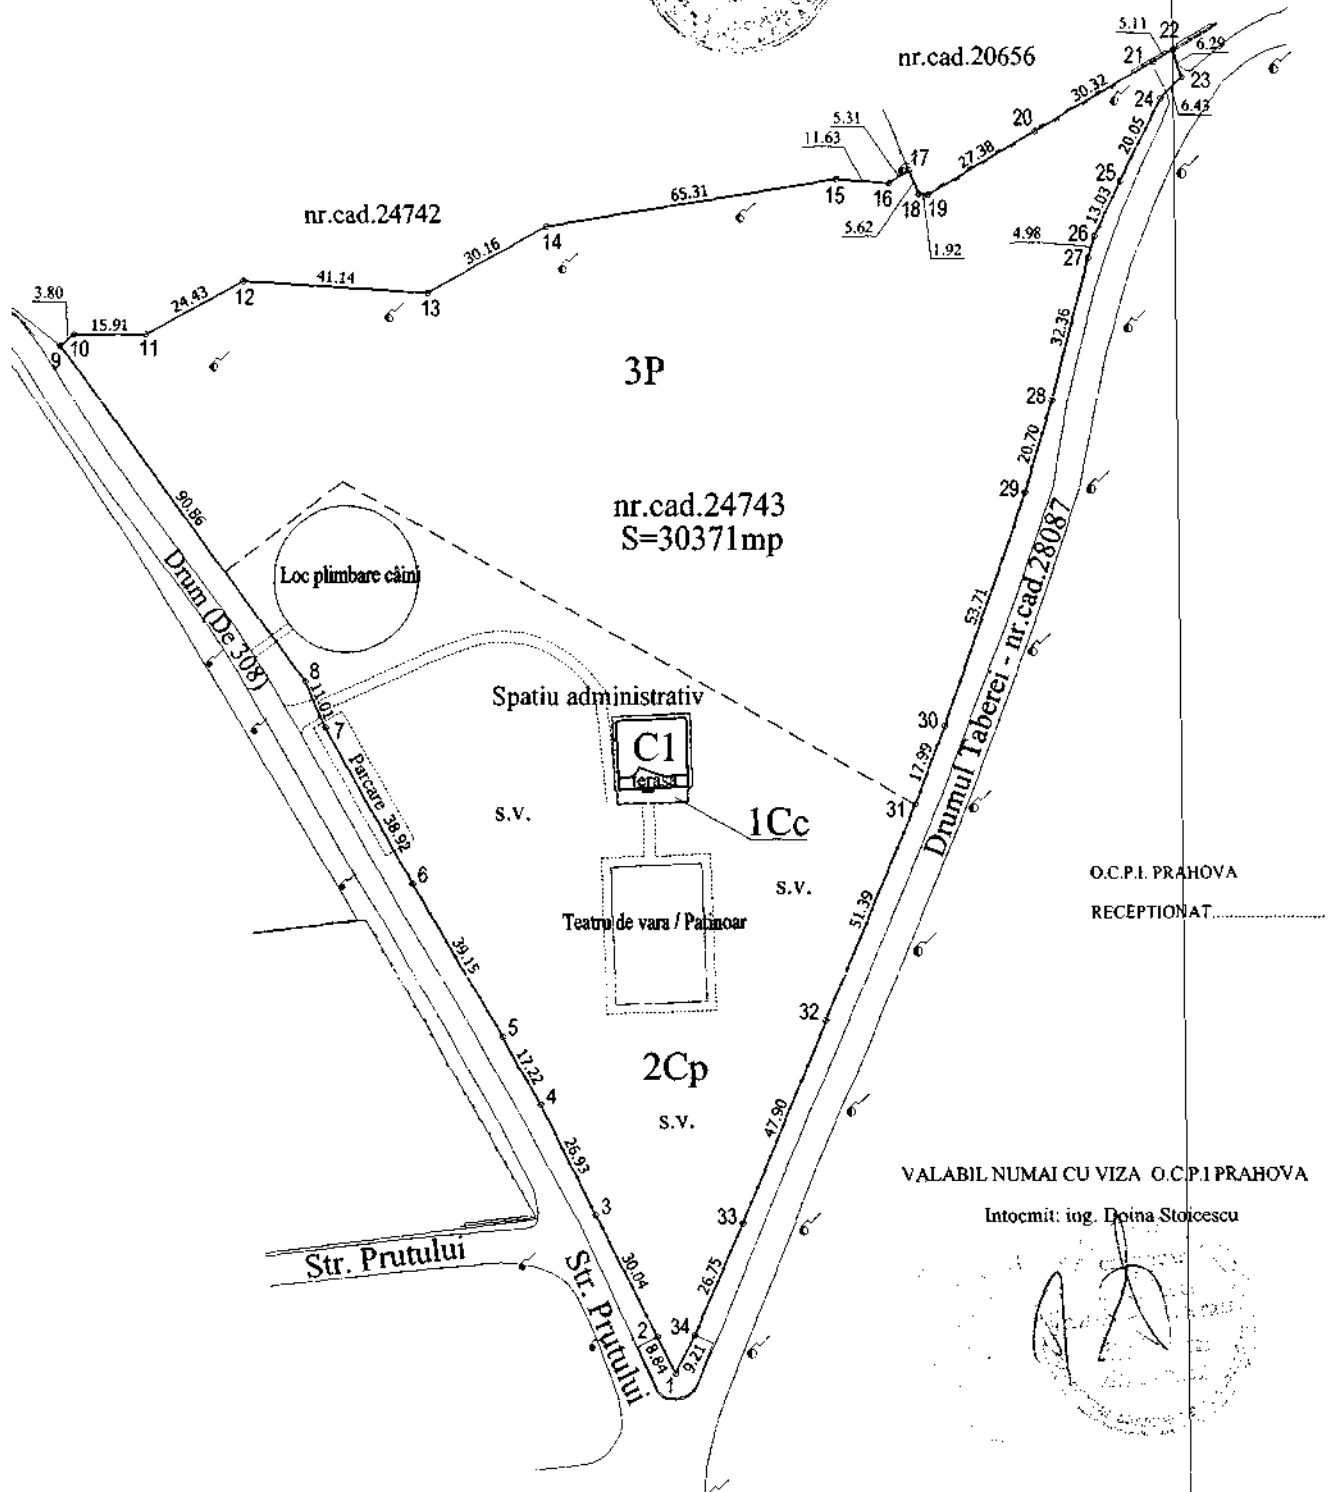 5.11
22
6.29
nr.cad.20656
21
23
30.32
24
6.43
5.31
20
11.63
17
20.05
27.38
15
16
25
65.31
18
19
13.03
nr.cad.24742
5.62
1.92
14
4.98
26
30.16
27
41.14
12
24.43
13
3.80
15.91
32.36
9
10
11
3P
28
20.70
90.86
nr.cad.24743
29
S=30371mp
Loc plimbare câini
Drum (De 308)
53.71
8
11.01
Spatiu administrativ
7
C1
30
Terasa
17.99
Parcare
38.92
s.v.
1Cc
31
Drumul Taberei - nr.cad.28087
6
s.v.
O.C.P.I. PRAHOVA
51.39
RECEPTIONAT
Teatru de vara / Patinoar
39.15
32
5
2Cp
17.22
4
s.v.
47.90
26.93
VALABIL NUMAI CU VIZA O.C.P.I PRAHOVA
3
33
Intocmit: ing. Doina Stoicescu
Str. Prutului
30.04
26.75
Str. Prutului
2
34
8.84
9.21
1